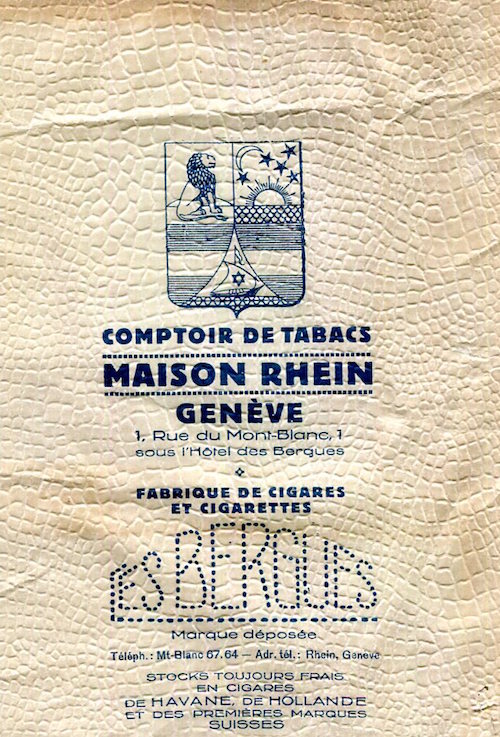 COMPTOIR DE TABACS
MAISON RHEIN
GENÈVE
1, Rue du Mont-Blanc, 1
sous l'Hôtel des Bergues
FABRIQUE DE CIGARES
ET CIGARETTES
LES BERGUES
Marque déposée
Téléph.: Mt-Blanc 67.64 — Adr. tél.: Rhein, Genève
STOCKS TOUJOURS FRAIS
EN CIGARES
DE HAVANE, DE HOLLANDE
ET DES PREMIÈRES MARQUES
SUISSES